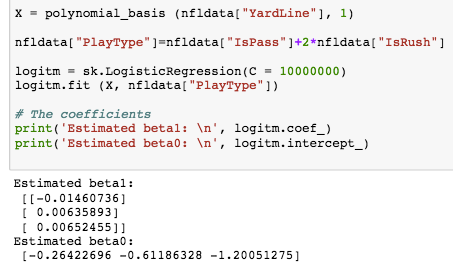 X = polynomial_basis (nfldata["YardLine"], 1)
nfldata["PlayType"]=nfldata["IsPass"]+2*nfldata["IsRush"]
logitm = sk.LogisticRegression(C = 10000000)
logitm.fit (X, nfldata["PlayType"])
# The coefficients
print('Estimated beta1: \n', logitm.coef_)
print('Estimated beta0: \n', logitm.intercept_)
Estimated beta1:
[[-0.01460736]
[ 0.00635893]
[ 0.00652455]]
Estimated beta0:
[-0.26422696 -0.61186328 -1.20051275]